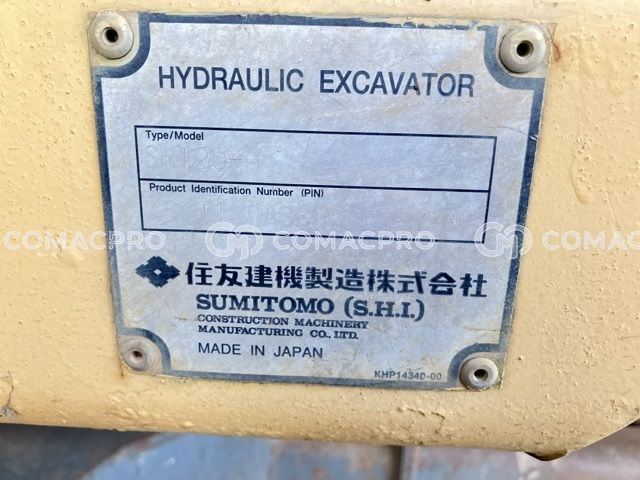 HYDRAULIC EXCAVATOR
Type/Model
Product Identification Number (PIN)
COMACPRO COMACPRO COMACPRO
住友建機製造株式会社
SUMITOMO (S.H.I.)
CONSTRUCTION MACHINERY
MANUFACTURING CO., LTD.
MADE IN JAPAN
KHP14340-00